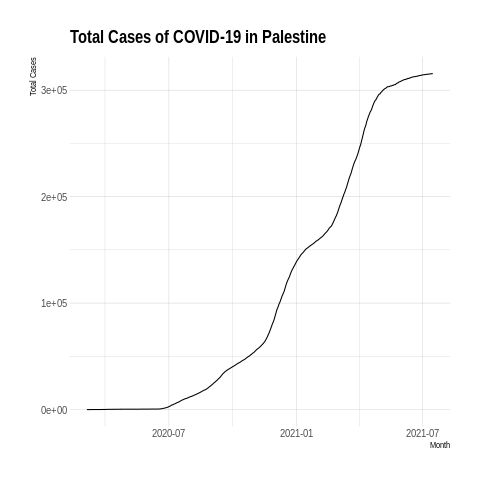 Total Cases of COVID-19 in Palestine
Total Cases
3e+05
2e+05
1e+05
0e+00
2020-07 2021-01 2021-07
Month